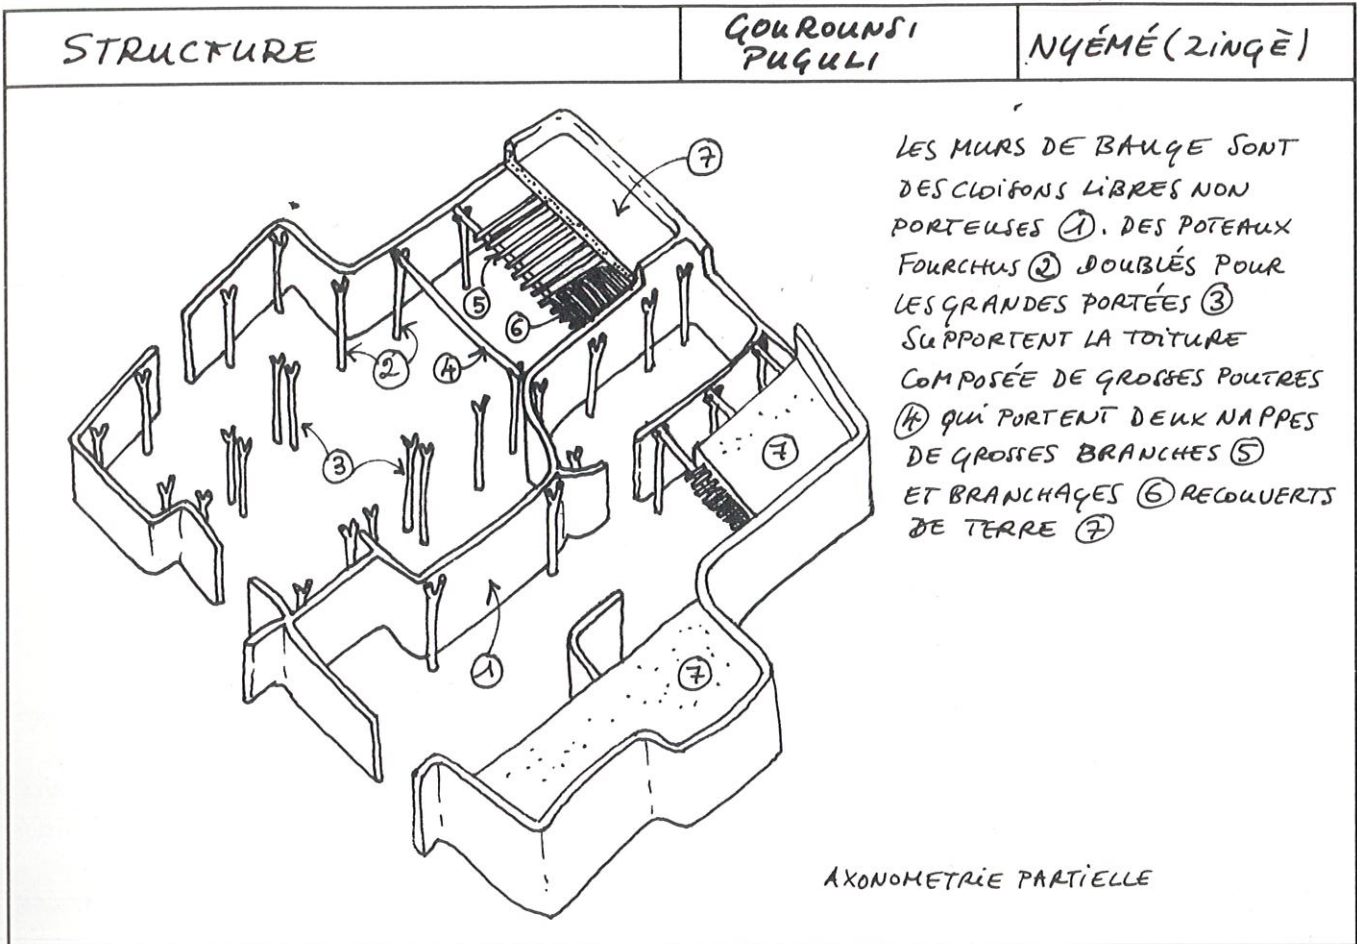 STRUCTURE
GOUROUNSI
PUGULI
NYÉMÉ (ZINGÈ)
LES MURS DE BAUGE SONT
DES CLOISONS LIBRES NON
PORTEUSES ①. DES POTEAUX
FOURCHUS ② DOUBLÉS POUR
LES GRANDES PORTÉES ③
SUPPORTENT LA TOITURE
COMPOSÉE DE GROSSES POUTRES
④ QUI PORTENT DEUX NAPPES
DE GROSSES BRANCHES ⑤
ET BRANCHAGES ⑥ RECOUVERTS
DE TERRE ⑦
⑦
⑤
⑥
②
④
③
⑦
①
⑦
AXONOMETRIE PARTIELLE